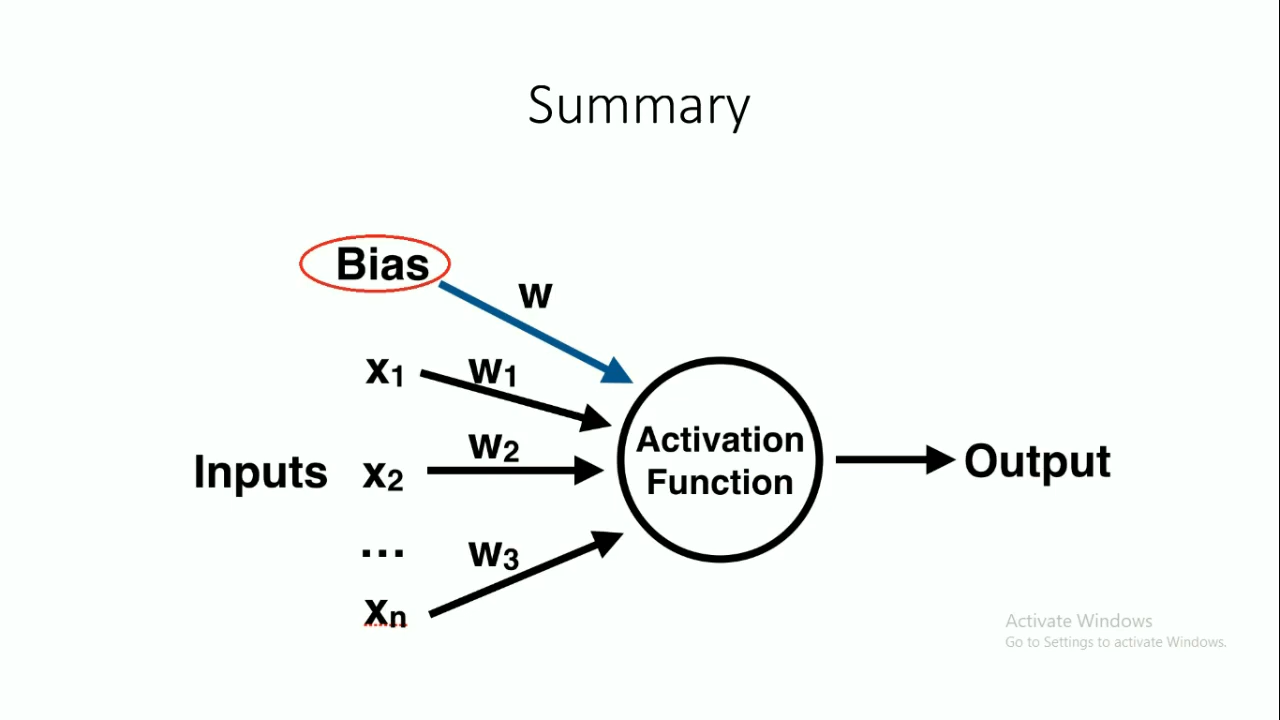 Summary
Bias
w
x1
w1
Activation
Function
w2
Inputs
x2
Output
...
w3
xn
Activate Windows
Go to Settings to activate Windows.